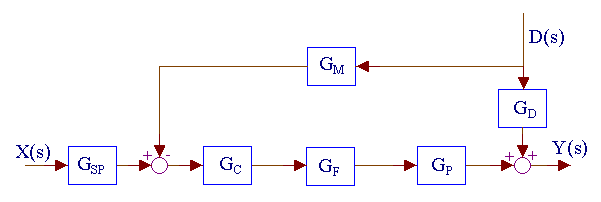 D(s)
G_M
G_D
X(s)
+ -
+ +
Y(s)
G_SP
G_C
G_F
G_P